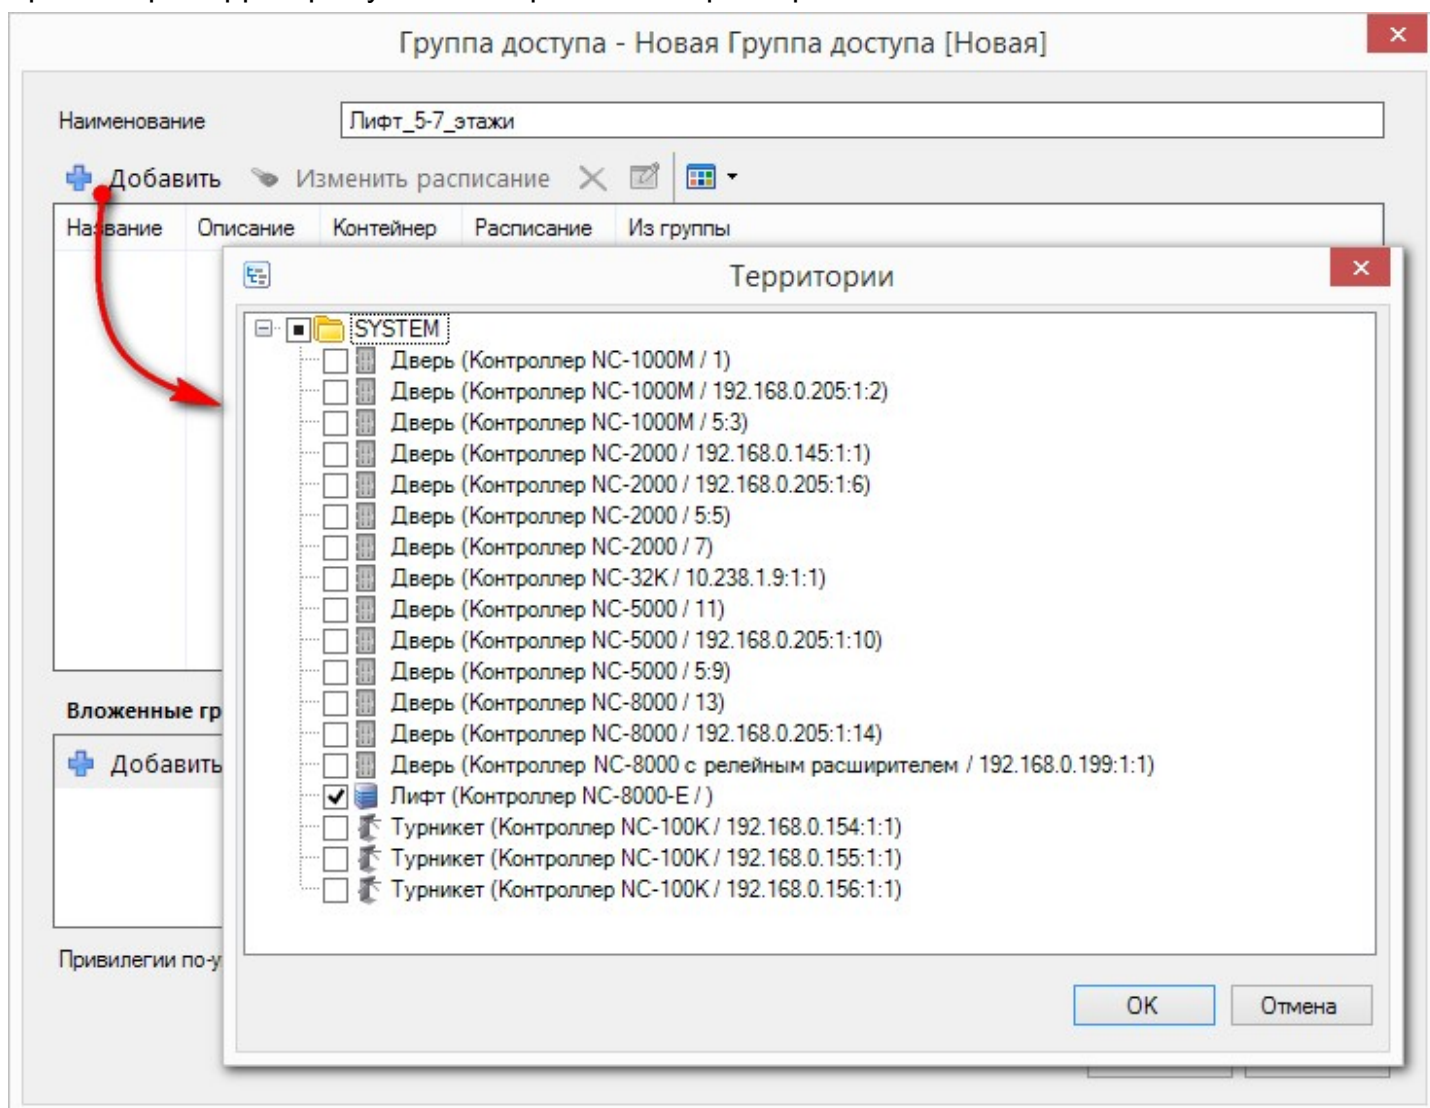 Группа доступа - Новая Группа доступа [Новая]
Наименование
Лифт_5-7_этажи
Добавить Изменить расписание
Название Описание Контейнер Расписание Из группы
Территории
SYSTEM
Дверь (Контроллер NC-1000M / 1)
Дверь (Контроллер NC-1000M / 192.168.0.205:1:2)
Дверь (Контроллер NC-1000M / 5:3)
Дверь (Контроллер NC-2000 / 192.168.0.145:1:1)
Дверь (Контроллер NC-2000 / 192.168.0.205:1:6)
Дверь (Контроллер NC-2000 / 5:5)
Дверь (Контроллер NC-2000 / 7)
Дверь (Контроллер NC-32K / 10.238.1.9:1:1)
Дверь (Контроллер NC-5000 / 11)
Дверь (Контроллер NC-5000 / 192.168.0.205:1:10)
Дверь (Контроллер NC-5000 / 5:9)
Дверь (Контроллер NC-8000 / 13)
Дверь (Контроллер NC-8000 / 192.168.0.205:1:14)
Дверь (Контроллер NC-8000 с релейным расширителем / 192.168.0.199:1:1)
Лифт (Контроллер NC-8000-E / )
Турникет (Контроллер NC-100K / 192.168.0.154:1:1)
Турникет (Контроллер NC-100K / 192.168.0.155:1:1)
Турникет (Контроллер NC-100K / 192.168.0.156:1:1)
Вложенные гр
Добавить
Привилегии по-у
OK Отмена